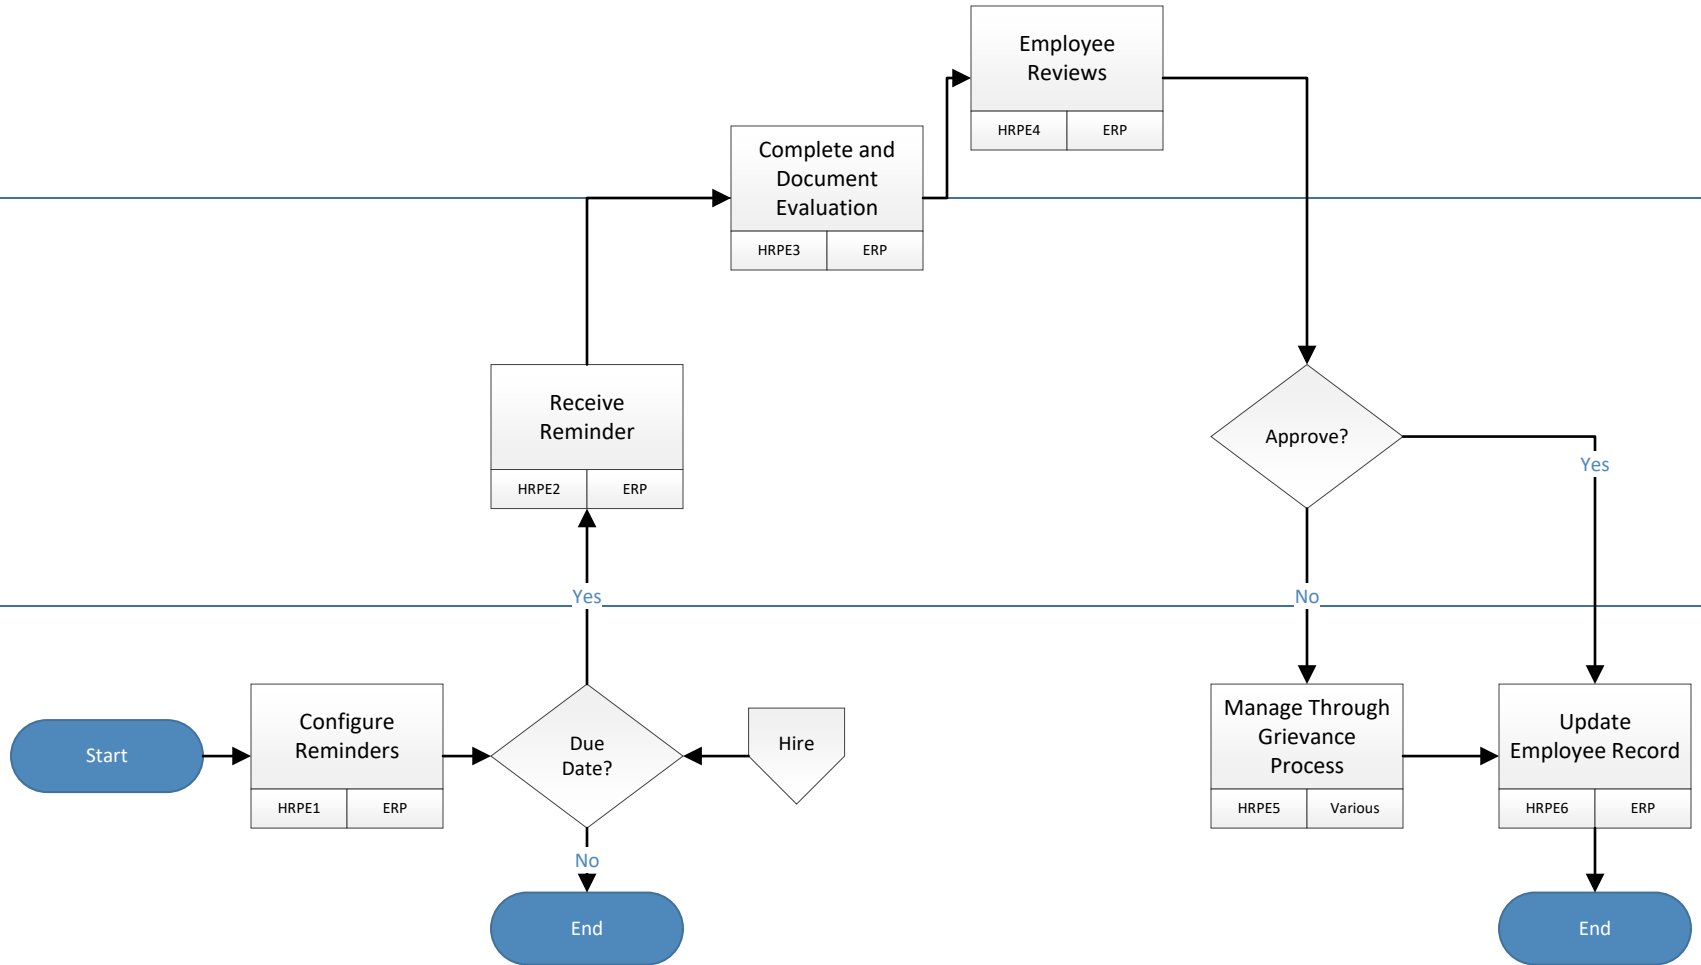 Employee
Reviews
HRPE4
ERP
Complete and
Document
Evaluation
HRPE3
ERP
Receive
Reminder
HRPE2
ERP
Approve?
Yes
Yes
No
Start
Configure
Reminders
HRPE1
ERP
Due
Date?
Hire
Manage Through
Grievance
Process
HRPE5
Various
Update
Employee Record
HRPE6
ERP
No
End
End